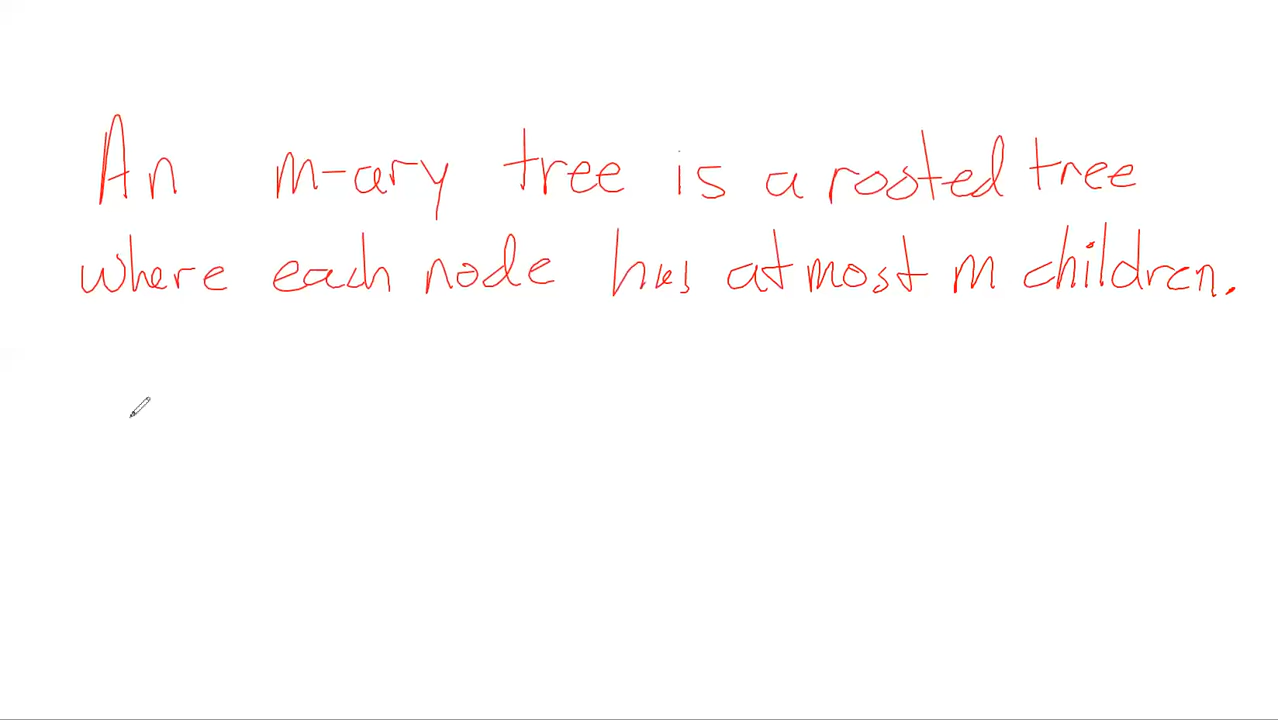 An m-ary tree is a rooted tree
where each node has at most m children.